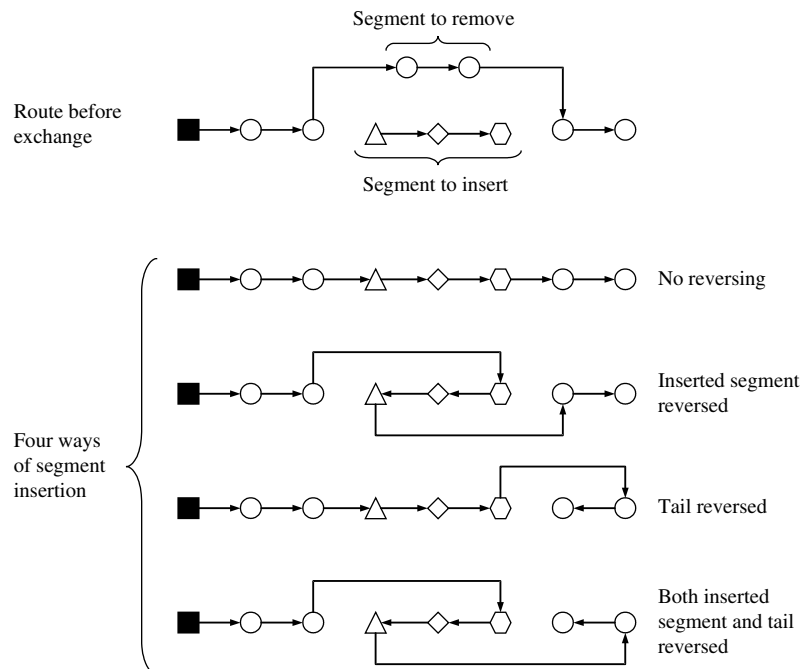 Segment to remove
Route before
exchange
Segment to insert
No reversing
Inserted segment
reversed
Four ways
of segment
insertion
Tail reversed
Both inserted
segment and tail
reversed